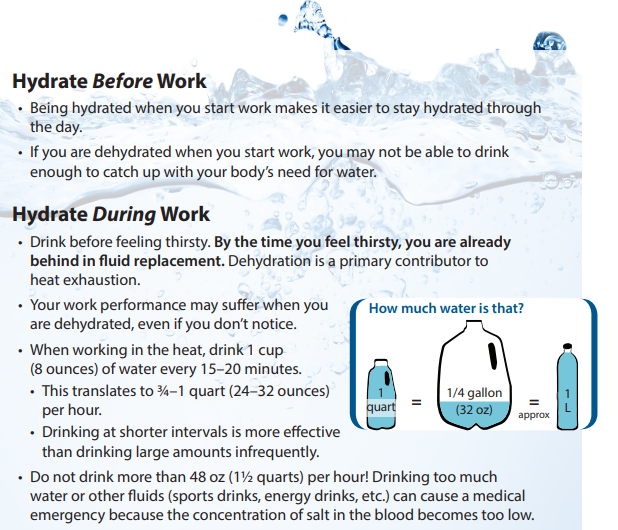 Hydrate Before Work
• Being hydrated when you start work makes it easier to stay hydrated through
the day.
• If you are dehydrated when you start work, you may not be able to drink
enough to catch up with your body's need for water.
Hydrate During Work
• Drink before feeling thirsty. By the time you feel thirsty, you are already
behind in fluid replacement. Dehydration is a primary contributor to
heat exhaustion.
• Your work performance may suffer when you
are dehydrated, even if you don't notice.
• When working in the heat, drink 1 cup
(8 ounces) of water every 15–20 minutes.
• This translates to ¾–1 quart (24–32 ounces)
per hour.
• Drinking at shorter intervals is more effective
than drinking large amounts infrequently.
How much water is that?
1
quart
=
1/4 gallon
(32 oz)
=
approx
1
L
• Do not drink more than 48 oz (1½ quarts) per hour! Drinking too much
water or other fluids (sports drinks, energy drinks, etc.) can cause a medical
emergency because the concentration of salt in the blood becomes too low.